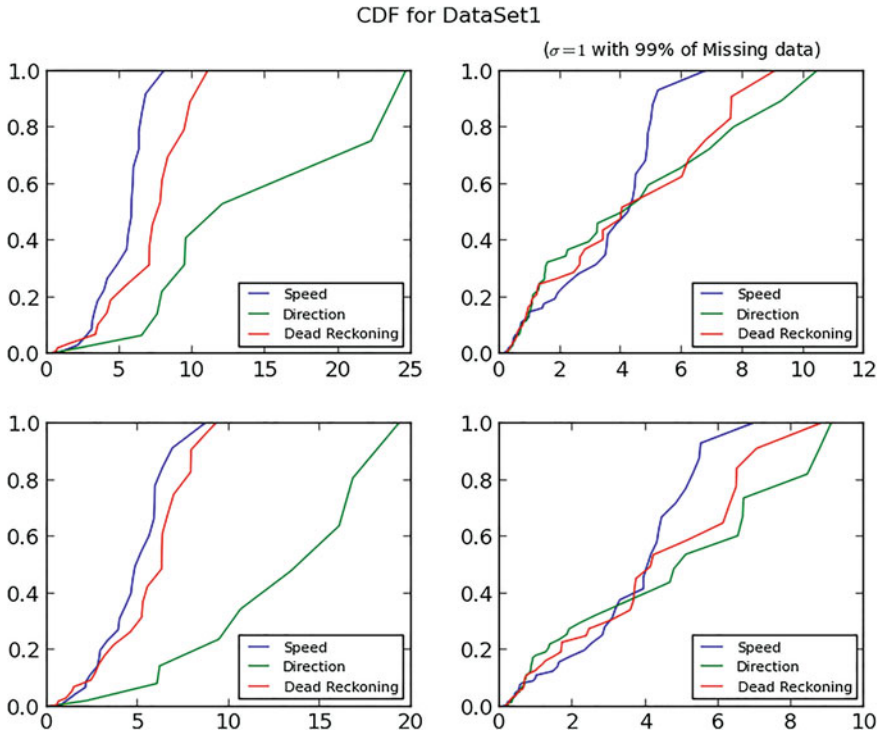 CDF for DataSet1
(σ=1 with 99% of Missing data)
1.0
0.8
0.6
0.4
0.2
0.0
0 5 10 15 20 25
Speed
Direction
Dead Reckoning
1.0
0.8
0.6
0.4
0.2
0.0
0 2 4 6 8 10 12
Speed
Direction
Dead Reckoning
1.0
0.8
0.6
0.4
0.2
0.0
0 5 10 15 20
Speed
Direction
Dead Reckoning
1.0
0.8
0.6
0.4
0.2
0.0
0 2 4 6 8 10
Speed
Direction
Dead Reckoning